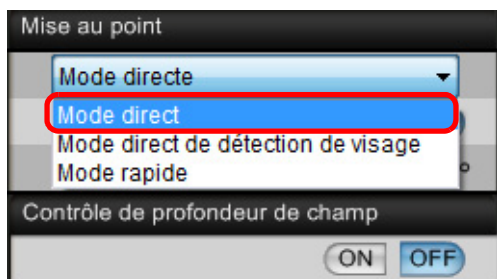 Mise au point
Mode directe
Mode direct
Mode direct de détection de visage
Mode rapide
Contrôle de profondeur de champ
ON OFF